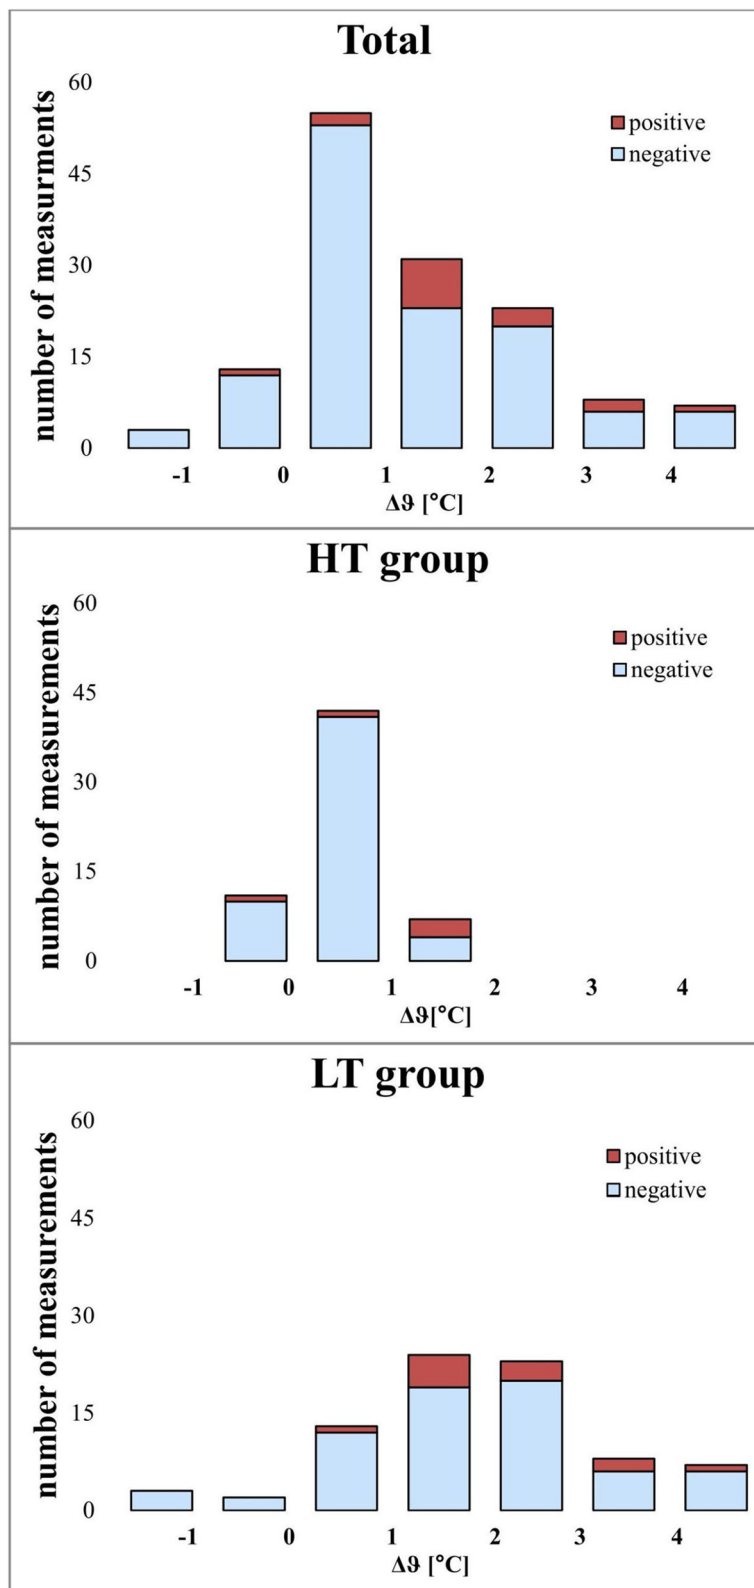 Total
number of measurments
60
45
30
15
0
positive
negative
-1 0 1 2 3 4
Δϑ [°C]
HT group
number of measurements
60
45
30
15
0
positive
negative
-1 0 1 2 3 4
Δϑ[°C]
LT group
number of measurements
60
45
30
15
0
positive
negative
-1 0 1 2 3 4
Δϑ [°C]